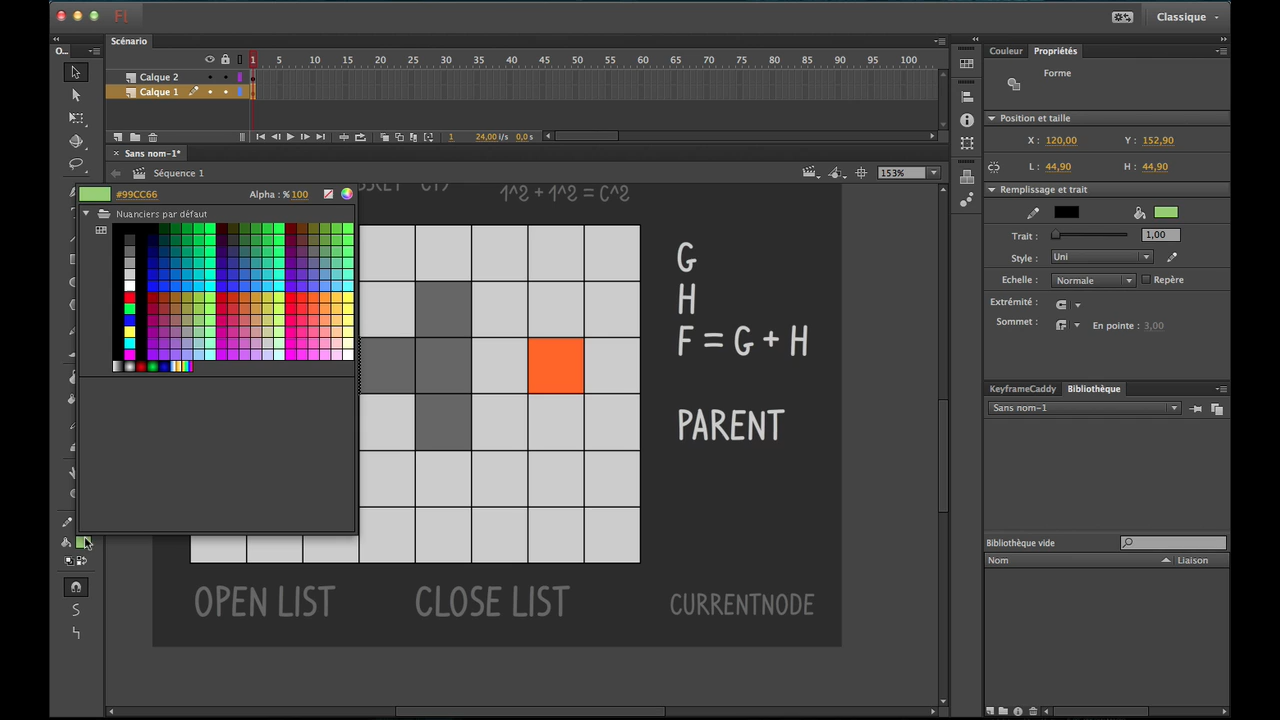 Fl
Classique
O...
Scénario
Couleur
Propriétés
1 5 10 15 20 25 30 35 40 45 50 55 60 65 70 75 80 85 90 95 100
Calque 2
Calque 1
Forme
Position et taille
1 24,00 i/s 0,0 s
X : 120,00 Y : 152,90
Sans nom-1*
L : 44,90 H : 44,90
Séquence 1
153%
Remplissage et trait
#99CC66 Alpha : % 100
1^2 + 1^2 = C^2
Nuanciers par défaut
Trait : 1,00
Style : Uni
Echelle : Normale Repère
Extrémité :
Sommet : En pointe : 3,00
G
H
F = G + H
PARENT
KeyframeCaddy
Bibliothèque
Sans nom-1
Bibliothèque vide
Nom Liaison
OPEN LIST
CLOSE LIST
CURRENTNODE